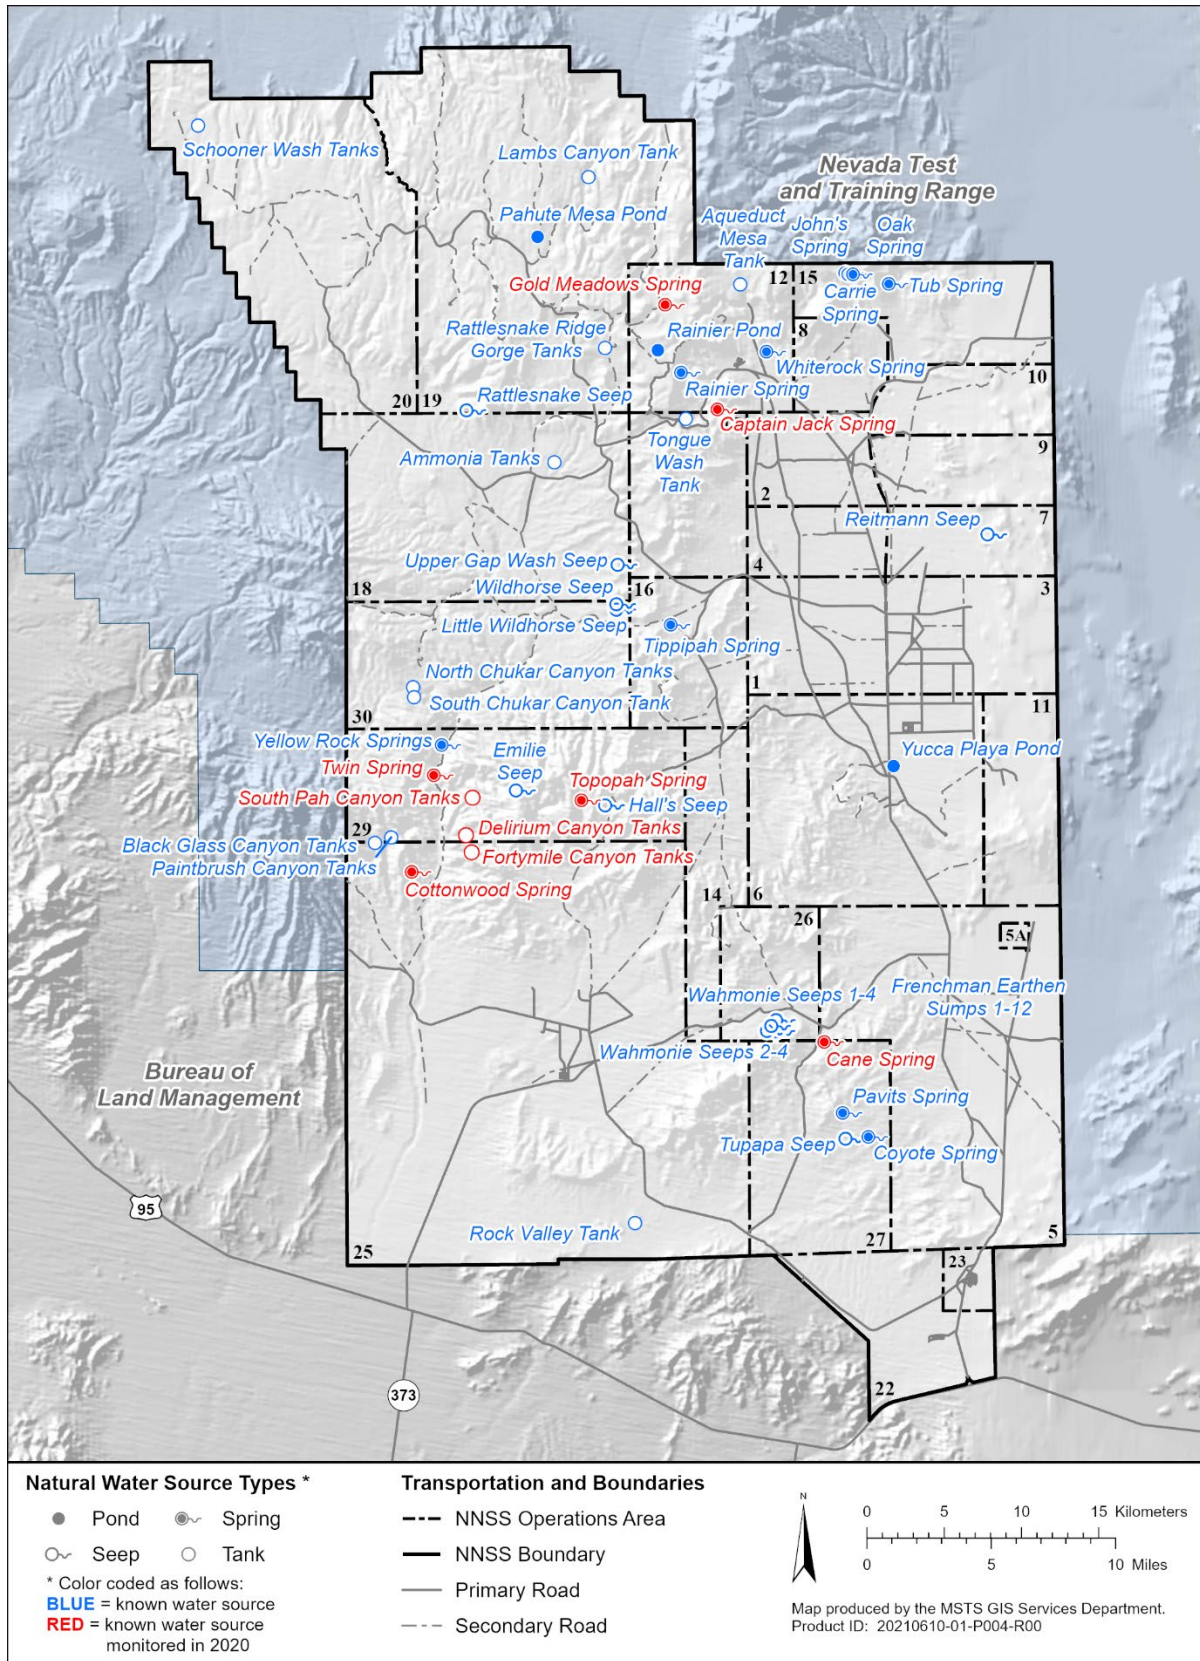 Schooner Wash Tanks
Lambs Canyon Tank
Nevada Test
and Training Range
Pahute Mesa Pond
Aqueduct
Mesa
Tank
John's
Spring
Oak
Spring
Gold Meadows Spring
12
15
Carrie
Spring
Tub Spring
Rattlesnake Ridge
Gorge Tanks
Rainier Pond
8
Whiterock Spring
Rainier Spring
10
Rattlesnake Seep
20
19
Captain Jack Spring
Tongue
Wash
Tank
9
Ammonia Tanks
2
7
Reitmann Seep
Upper Gap Wash Seep
4
3
Wildhorse Seep
18
16
Little Wildhorse Seep
Tippipah Spring
North Chukar Canyon Tanks
South Chukar Canyon Tank
1
11
30
Yellow Rock Springs
Emilie
Seep
Yucca Playa Pond
Twin Spring
Topopah Spring
South Pah Canyon Tanks
Hall's Seep
29
Delirium Canyon Tanks
Black Glass Canyon Tanks
Fortymile Canyon Tanks
Paintbrush Canyon Tanks
Cottonwood Spring
14
6
26
5A
Wahmonie Seeps 1-4
Frenchman Earthen
Sumps 1-12
Wahmonie Seeps 2-4
Cane Spring
Bureau of
Land Management
Pavits Spring
Tupapa Seep
Coyote Spring
95
Rock Valley Tank
25
27
5
23
22
373
Natural Water Source Types *
Pond
Spring
Seep
Tank
* Color coded as follows:
BLUE = known water source
RED = known water source
monitored in 2020
Transportation and Boundaries
NNSS Operations Area
NNSS Boundary
Primary Road
Secondary Road
N
0 5 10 15 Kilometers
0 5 10 Miles
Map produced by the MSTS GIS Services Department.
Product ID: 20210610-01-P004-R00